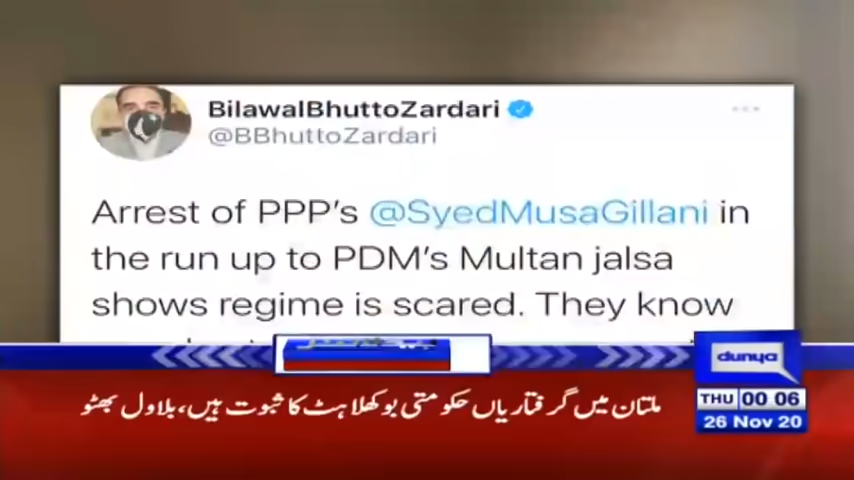 BilawalBhuttoZardari
@BBhuttoZardari
Arrest of PPP's @SyedMusaGillani in
the run up to PDM's Multan jalsa
shows regime is scared. They know
dunya
THU 00 06
26 Nov 20
ملتان میں گرفتاریاں حکومتی بوکھلاہٹ کا ثبوت ہیں، بلاول بھٹو